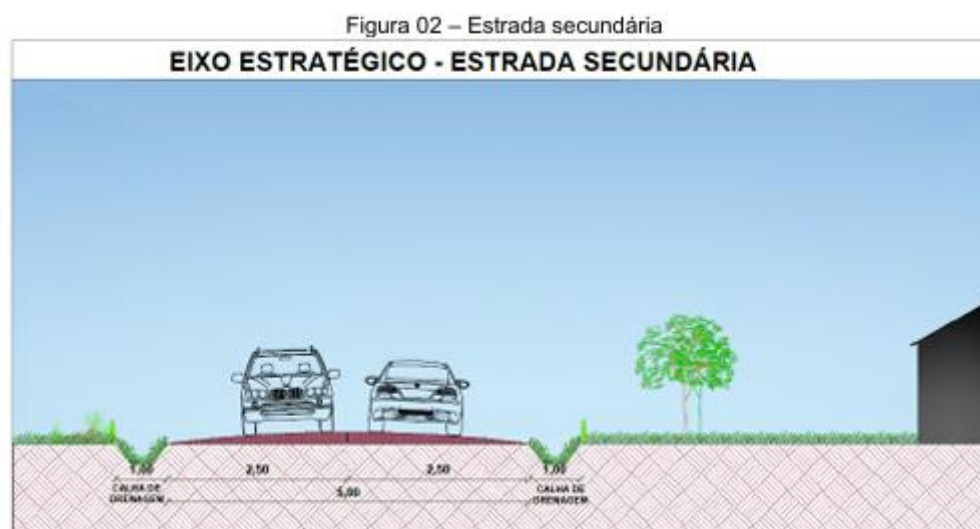 Figura 02 – Estrada secundária
EIXO ESTRATÉGICO - ESTRADA SECUNDÁRIA
1,00 2,50 2,50 1,00
CALHA DE DRENAGEM 5,00 CALHA DE DRENAGEM